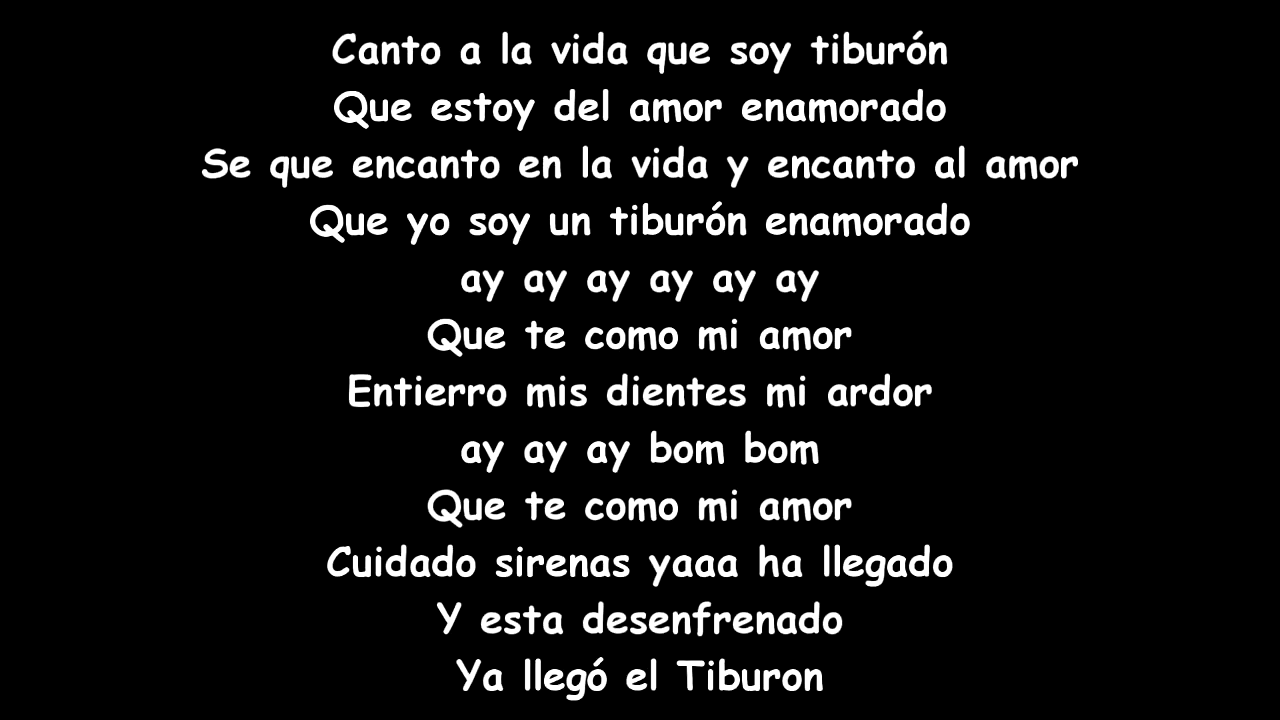 Canto a la vida que soy tiburón
Que estoy del amor enamorado
Se que encanto en la vida y encanto al amor
Que yo soy un tiburón enamorado
ay ay ay ay ay ay
Que te como mi amor
Entierro mis dientes mi ardor
ay ay ay bom bom
Que te como mi amor
Cuidado sirenas yaaa ha llegado
Y esta desenfrenado
Ya llegó el Tiburon